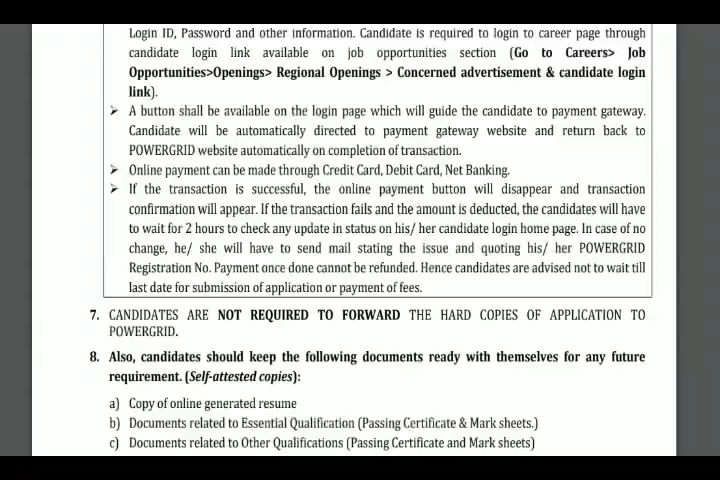 Login ID, Password and other information. Candidate is required to login to career page through
candidate login link available on job opportunities section (Go to Careers> Job
Opportunities>Openings> Regional Openings > Concerned advertisement & candidate login
link).
➢ A button shall be available on the login page which will guide the candidate to payment gateway.
Candidate will be automatically directed to payment gateway website and return back to
POWERGRID website automatically on completion of transaction.
➢ Online payment can be made through Credit Card, Debit Card, Net Banking.
➢ If the transaction is successful, the online payment button will disappear and transaction
confirmation will appear. If the transaction fails and the amount is deducted, the candidates will have
to wait for 2 hours to check any update in status on his/ her candidate login home page. In case of no
change, he/ she will have to send mail stating the issue and quoting his/ her POWERGRID
Registration No. Payment once done cannot be refunded. Hence candidates are advised not to wait till
last date for submission of application or payment of fees.
7. CANDIDATES ARE NOT REQUIRED TO FORWARD THE HARD COPIES OF APPLICATION TO
POWERGRID.
8. Also, candidates should keep the following documents ready with themselves for any future
requirement. (Self-attested copies):
a) Copy of online generated resume
b) Documents related to Essential Qualification (Passing Certificate & Mark sheets.)
c) Documents related to Other Qualifications (Passing Certificate and Mark sheets)